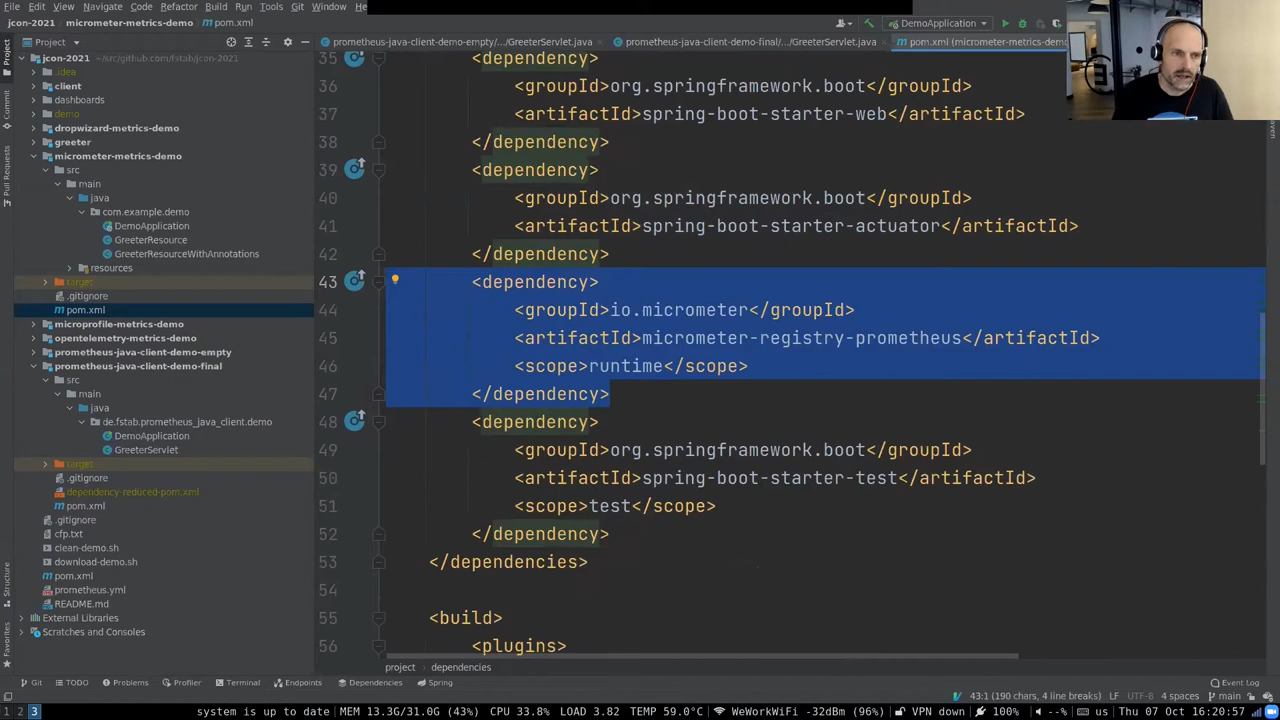 File Edit View Navigate Code Refactor Build Run Tools Git Window
jcon-2021 micrometer-metrics-demo pom.xml DemoApplication
Project prometheus-java-client-demo-empty/.../GreeterServlet.java prometheus-java-client-demo-final/.../GreeterServlet.java pom.xml (micrometer-metrics-demo
Project
Commit
Pull Requests
Structure
Favorites
jcon-2021 ~/src/github.com/fstab/jcon-2021
.idea
client
dashboards
demo
dropwizard-metrics-demo
greeter
micrometer-metrics-demo
src
main
java
com.example.demo
DemoApplication
GreeterResource
GreeterResourceWithAnnotations
resources
target
.gitignore
pom.xml
microprofile-metrics-demo
opentelemetry-metrics-demo
prometheus-java-client-demo-empty
prometheus-java-client-demo-final
src
main
java
de.fstab.prometheus_java_client.demo
DemoApplication
GreeterServlet
target
.gitignore
dependency-reduced-pom.xml
pom.xml
.gitignore
cfp.txt
clean-demo.sh
download-demo.sh
pom.xml
prometheus.yml
README.md
External Libraries
Scratches and Consoles
35 <dependency>
36 <groupId>org.springframework.boot</groupId>
37 <artifactId>spring-boot-starter-web</artifactId>
38 </dependency>
39 <dependency>
40 <groupId>org.springframework.boot</groupId>
41 <artifactId>spring-boot-starter-actuator</artifactId>
42 </dependency>
43 <dependency>
44 <groupId>io.micrometer</groupId>
45 <artifactId>micrometer-registry-prometheus</artifactId>
46 <scope>runtime</scope>
47 </dependency>
48 <dependency>
49 <groupId>org.springframework.boot</groupId>
50 <artifactId>spring-boot-starter-test</artifactId>
51 <scope>test</scope>
52 </dependency>
53 </dependencies>
54
55 <build>
56 <plugins>
project dependencies
Git TODO Problems Profiler Terminal Endpoints Dependencies Spring Event Log
43:1 (190 chars, 4 line breaks) LF UTF-8 4 spaces main
1 2 3 system is up to date MEM 13.3G/31.0G (43%) CPU 33.8% LOAD 3.82 TEMP 59.0°C WeWorkWiFi -32dBm (96%) VPN down 100% --% us Thu 07 Oct 16:20:57